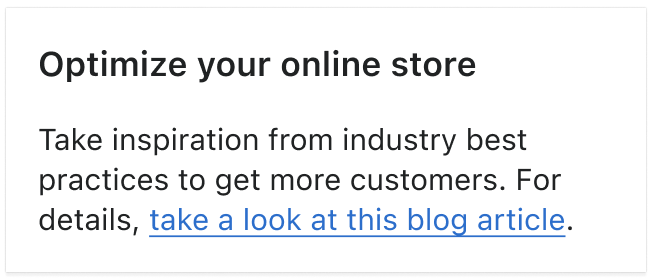 Optimize your online store
Take inspiration from industry best
practices to get more customers. For
details, take a look at this blog article.